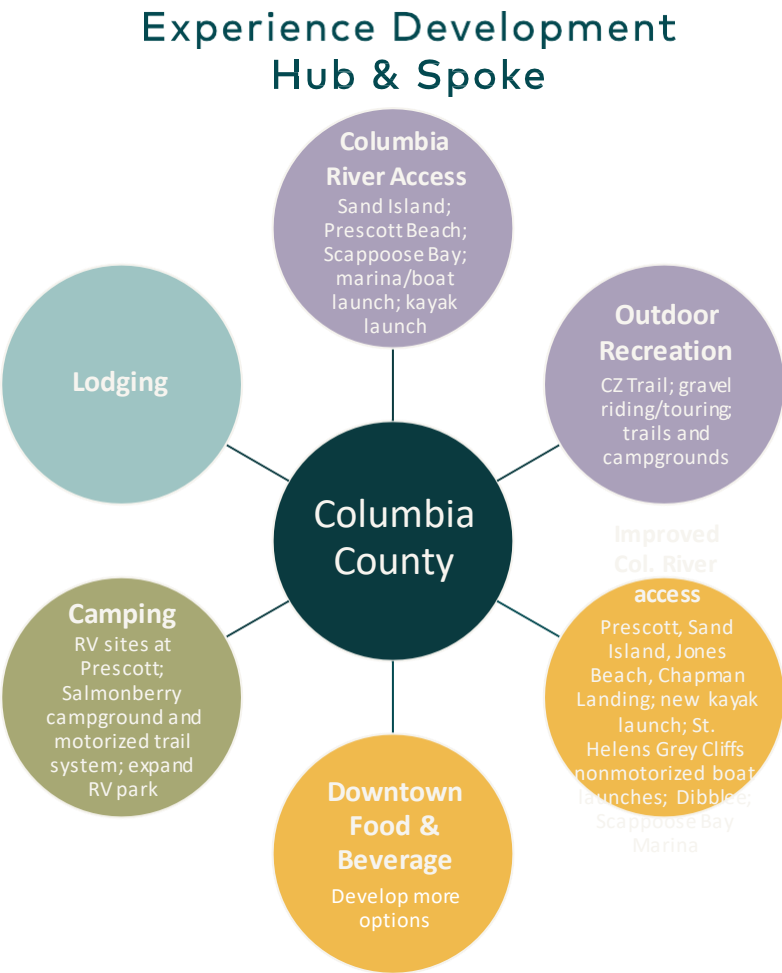 Experience Development
Hub & Spoke
Columbia
River Access
Sand Island;
Prescott Beach;
Scappoose Bay;
marina/boat
launch; kayak
launch
Outdoor
Recreation
CZ Trail; gravel
riding/touring;
trails and
campgrounds
Improved
Col. River
access
Prescott, Sand
Island, Jones
Beach, Chapman
Landing; new kayak
launch; St.
Helens Grey Cliffs
nonmotorized boat
launches; Dibblee;
Scappoose Bay
Marina
Downtown
Food &
Beverage
Develop more
options
Camping
RV sites at
Prescott;
Salmonberry
campground and
motorized trail
system; expand
RV park
Lodging
Columbia
County